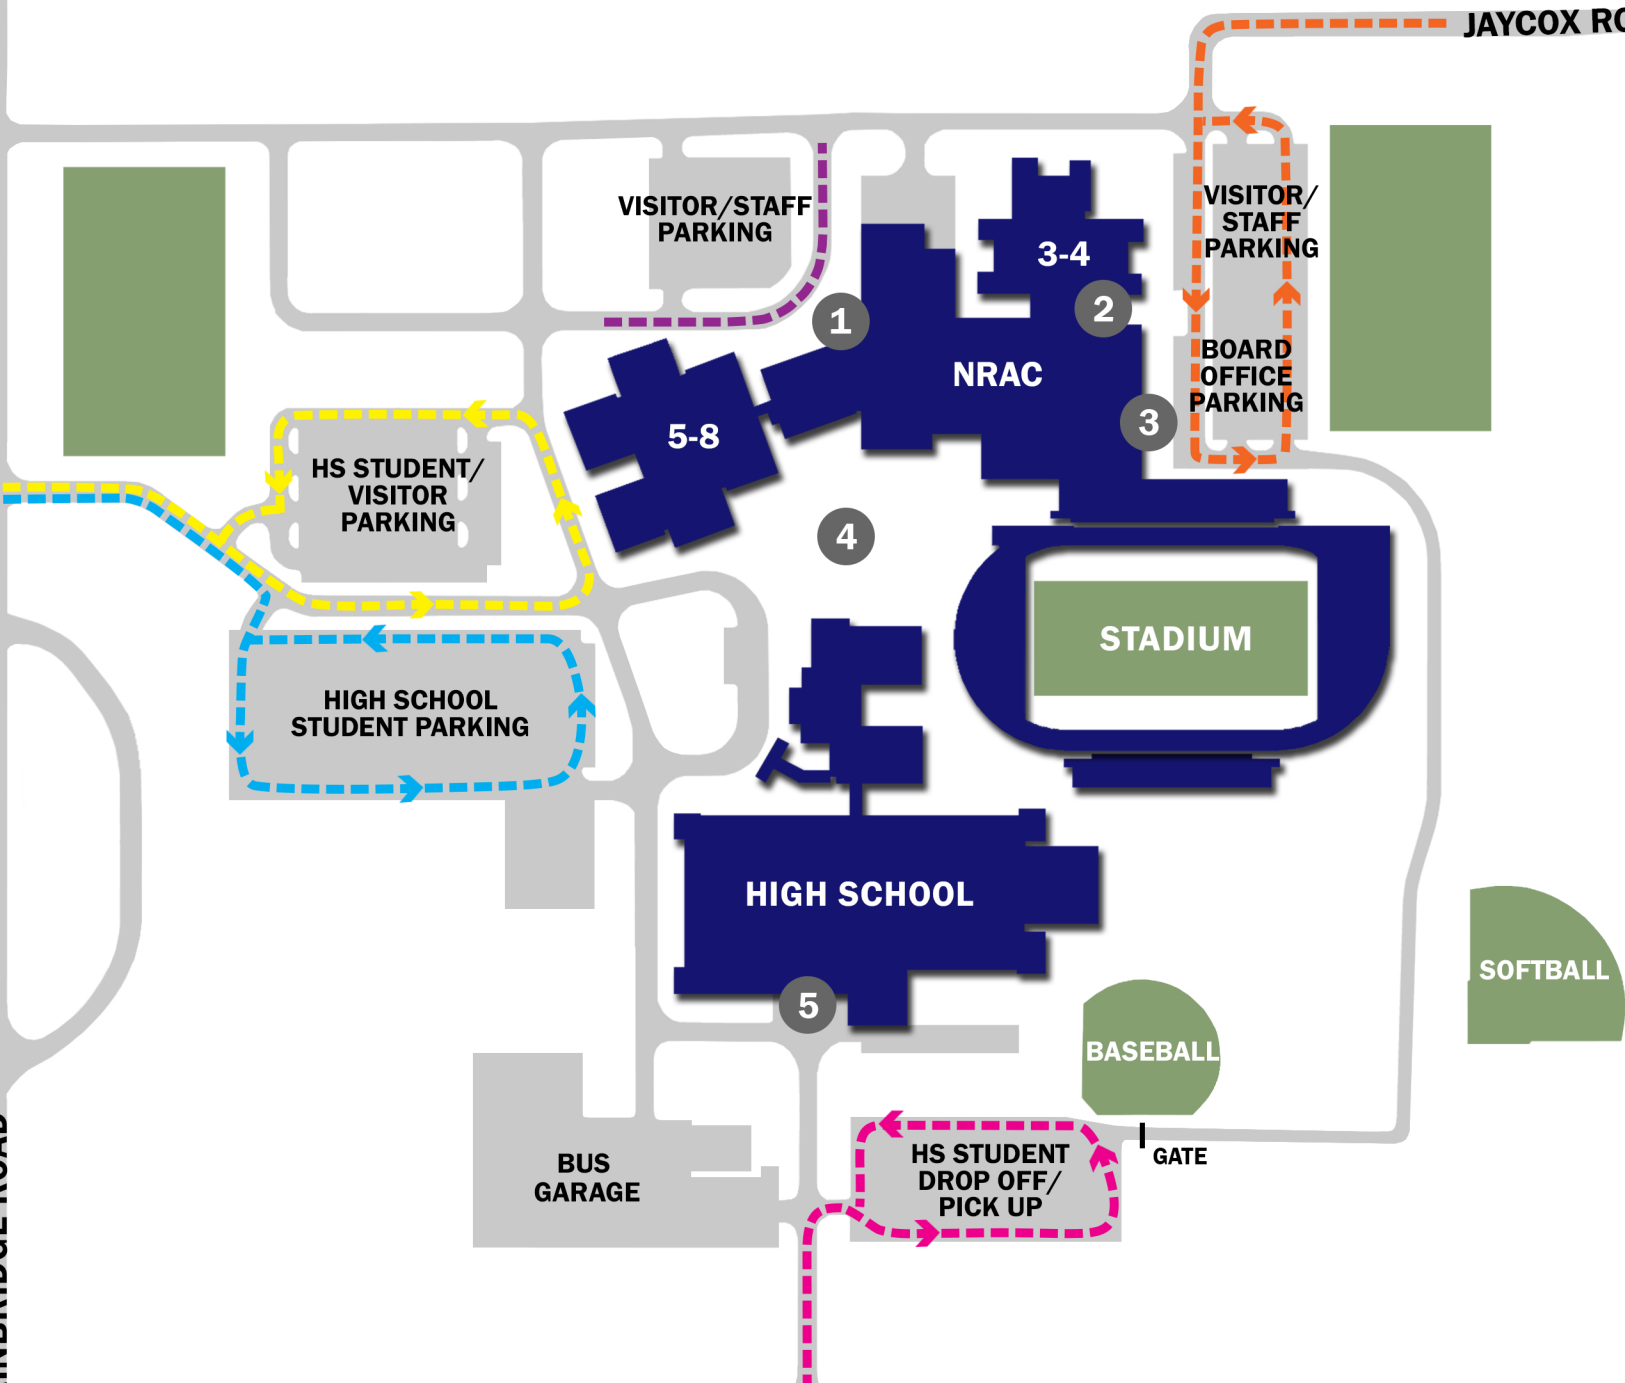 JAYCOX
VISITOR/STAFF
PARKING
VISITOR/
STAFF
PARKING
3-4
2
1
BOARD
OFFICE
PARKING
NRAC
3
5-8
HS STUDENT/
VISITOR
PARKING
4
STADIUM
HIGH SCHOOL
STUDENT PARKING
HIGH SCHOOL
SOFTBALL
5
BASEBALL
GATE
HS STUDENT
DROP OFF/
PICK UP
BUS
GARAGE
ROAD